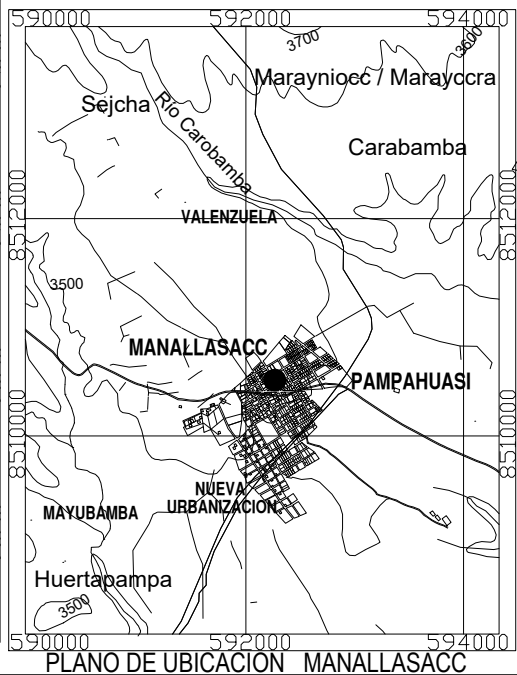 590000 592000 594000
3700
3600
Marayniocc / Marayccra
Sejcha
Río Carobamba
Carabamba
8512000
8512000
VALENZUELA
3500
MANALLASACC
PAMPAHUASI
8510000
8510000
NUEVA
URBANIZACION
MAYUBAMBA
Huertapampa
3500
590000 592000 594000
PLANO DE UBICACION MANALLASACC